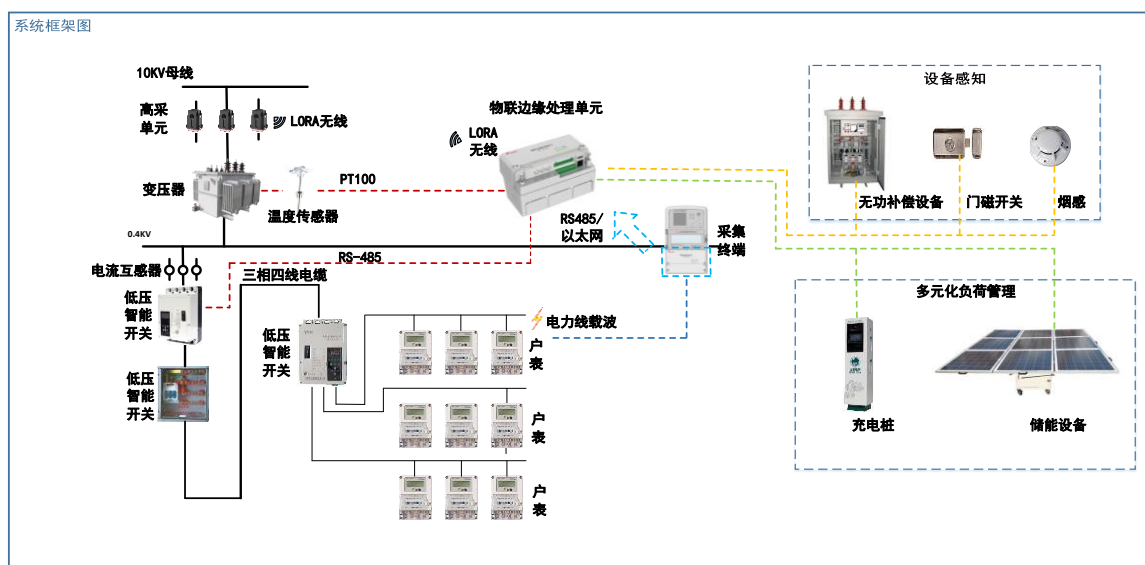 系统框架图
10KV母线
高采
单元
LORA无线
变压器
温度传感器
PT100
物联边缘处理单元
LORA
无线
RS485/
以太网
采集
终端
0.4KV
电流互感器
RS-485
三相四线电缆
低压
智能
开关
低压
智能
开关
低压
智能
开关
电力线载波
户
表
户
表
户
表
设备感知
无功补偿设备
门磁开关
烟感
多元化负荷管理
充电桩
储能设备